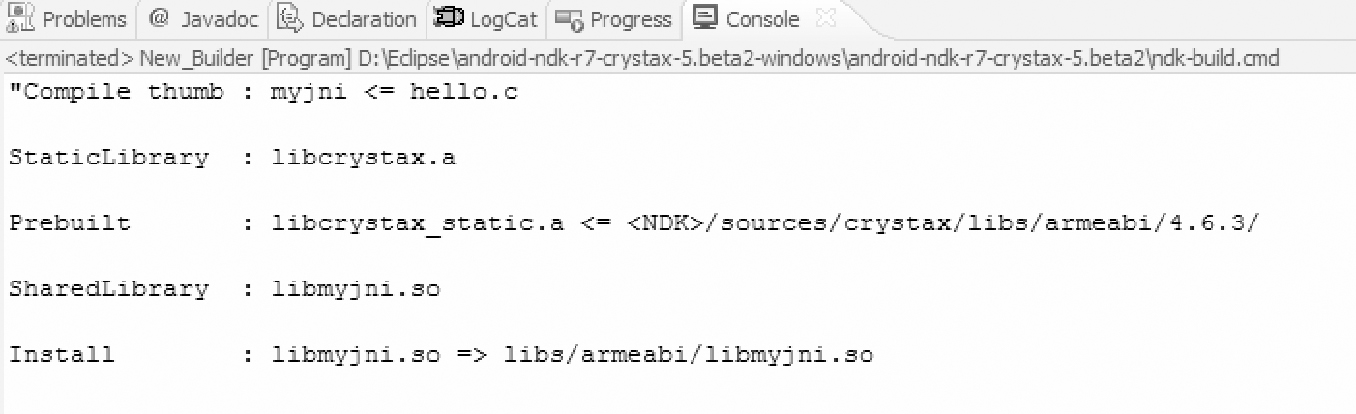 Problems @ Javadoc Declaration LogCat Progress Console
<terminated> New_Builder [Program] D:\Eclipse\android-ndk-r7-crystax-5.beta2-windows\android-ndk-r7-crystax-5.beta2\ndk-build.cmd
"Compile thumb : myjni <= hello.c
StaticLibrary : libcrystax.a
Prebuilt : libcrystax_static.a <= <NDK>/sources/crystax/libs/armeabi/4.6.3/
SharedLibrary : libmyjni.so
Install : libmyjni.so => libs/armeabi/libmyjni.so